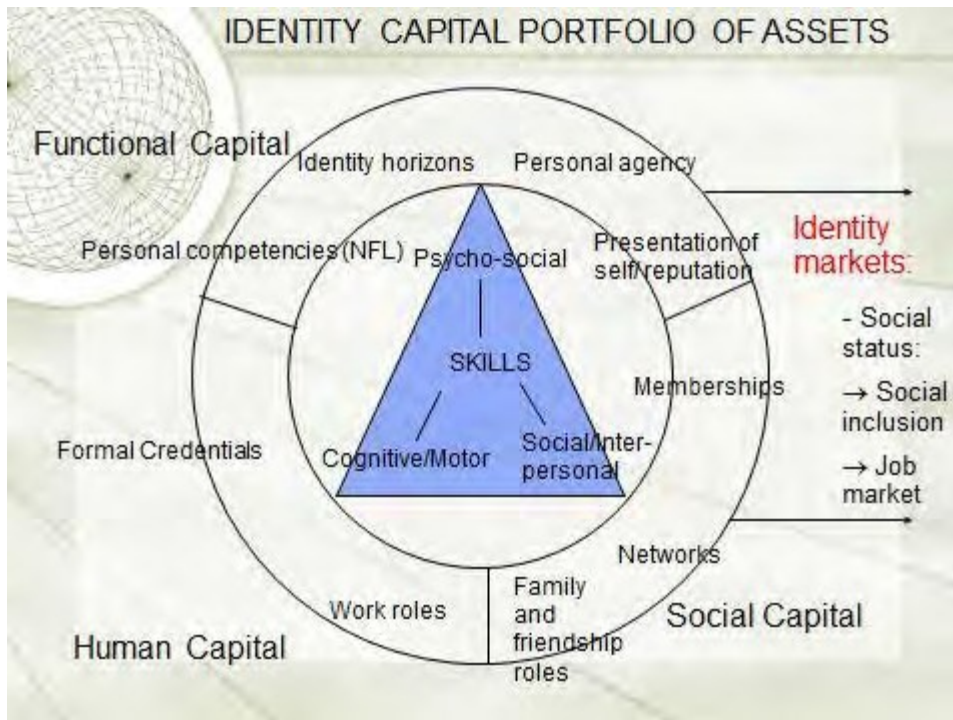 IDENTITY CAPITAL PORTFOLIO OF ASSETS
Functional Capital
Identity horizons
Personal agency
Personal competencies (NFL)
Psycho-social
Presentation of
self/reputation
Identity
markets:
- Social
status:
→ Social
inclusion
→ Job
market
SKILLS
Memberships
Formal Credentials
Cognitive/Motor
Social/Inter-
personal
Networks
Work roles
Family
and
friendship
roles
Human Capital
Social Capital